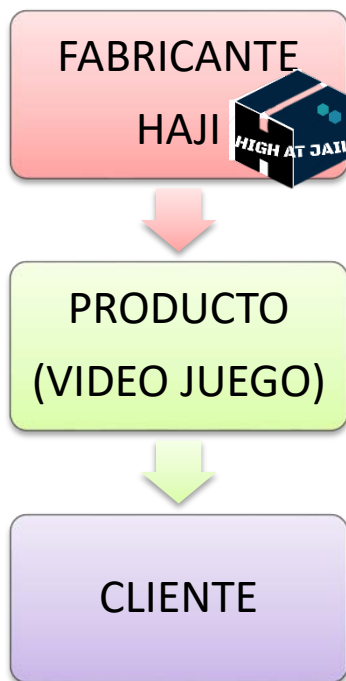 FABRICANTE
HAJI
HIGH AT JAIL
PRODUCTO
(VIDEO JUEGO)
CLIENTE